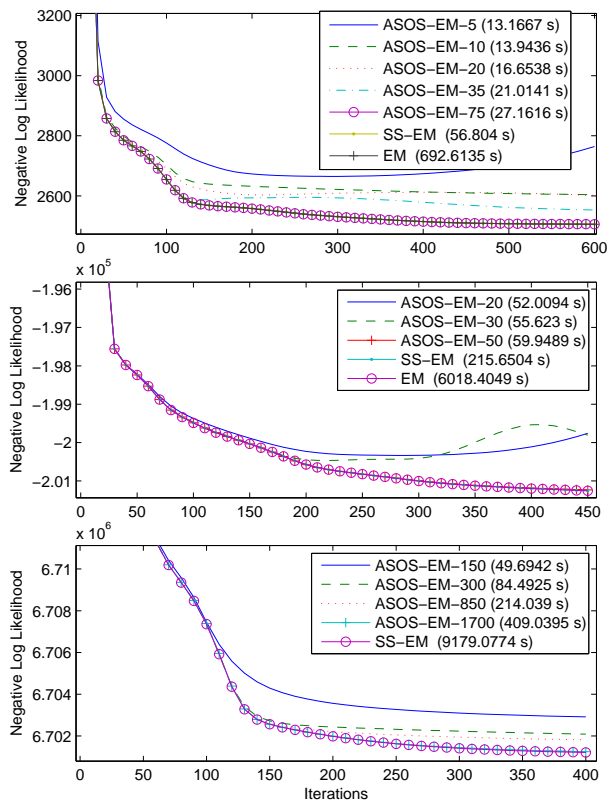 3200
3000
2800
2600
Negative Log Likelihood
ASOS-EM-5 (13.1667 s)
ASOS-EM-10 (13.9436 s)
ASOS-EM-20 (16.6538 s)
ASOS-EM-35 (21.0141 s)
ASOS-EM-75 (27.1616 s)
SS-EM (56.804 s)
EM (692.6135 s)
0 100 200 300 400 500 600
x 10^5
-1.96
-1.97
-1.98
-1.99
-2
-2.01
Negative Log Likelihood
ASOS-EM-20 (52.0094 s)
ASOS-EM-30 (55.623 s)
ASOS-EM-50 (59.9489 s)
SS-EM (215.6504 s)
EM (6018.4049 s)
0 50 100 150 200 250 300 350 400 450
x 10^6
6.71
6.708
6.706
6.704
6.702
Negative Log Likelihood
ASOS-EM-150 (49.6942 s)
ASOS-EM-300 (84.4925 s)
ASOS-EM-850 (214.039 s)
ASOS-EM-1700 (409.0395 s)
SS-EM (9179.0774 s)
0 50 100 150 200 250 300 350 400
Iterations